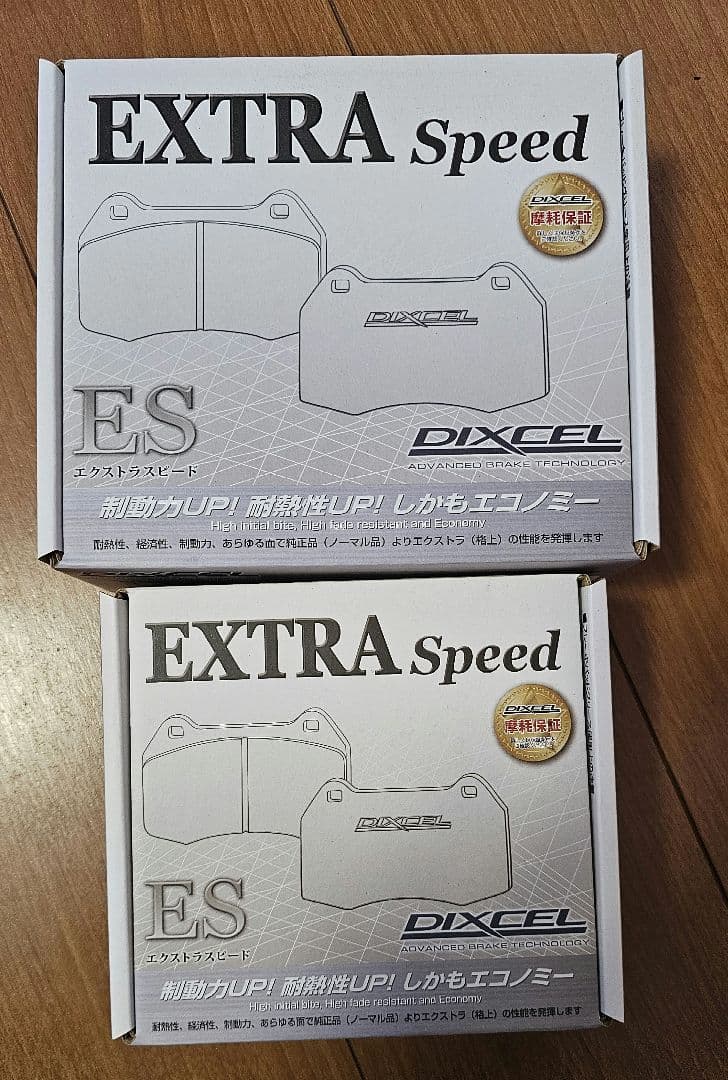 EXTRA Speed
DIXCEL
摩耗保証
DIXCEL
ES
エクストラスピード
DIXCEL
ADVANCED BRAKE TECHNOLOGY
制動力UP! 耐熱性UP! しかもエコノミー
High initial bite, High fade resistant and Economy
耐熱性、経済性、制動力、あらゆる面で純正品（ノーマル品）よりエクストラ（格上）の性能を発揮します
EXTRA Speed
DIXCEL
摩耗保証
DIXCEL
ES
エクストラスピード
DIXCEL
ADVANCED BRAKE TECHNOLOGY
制動力UP! 耐熱性UP! しかもエコノミー
High initial bite, High fade resistant and Economy
耐熱性、経済性、制動力、あらゆる面で純正品（ノーマル品）よりエクストラ（格上）の性能を発揮します